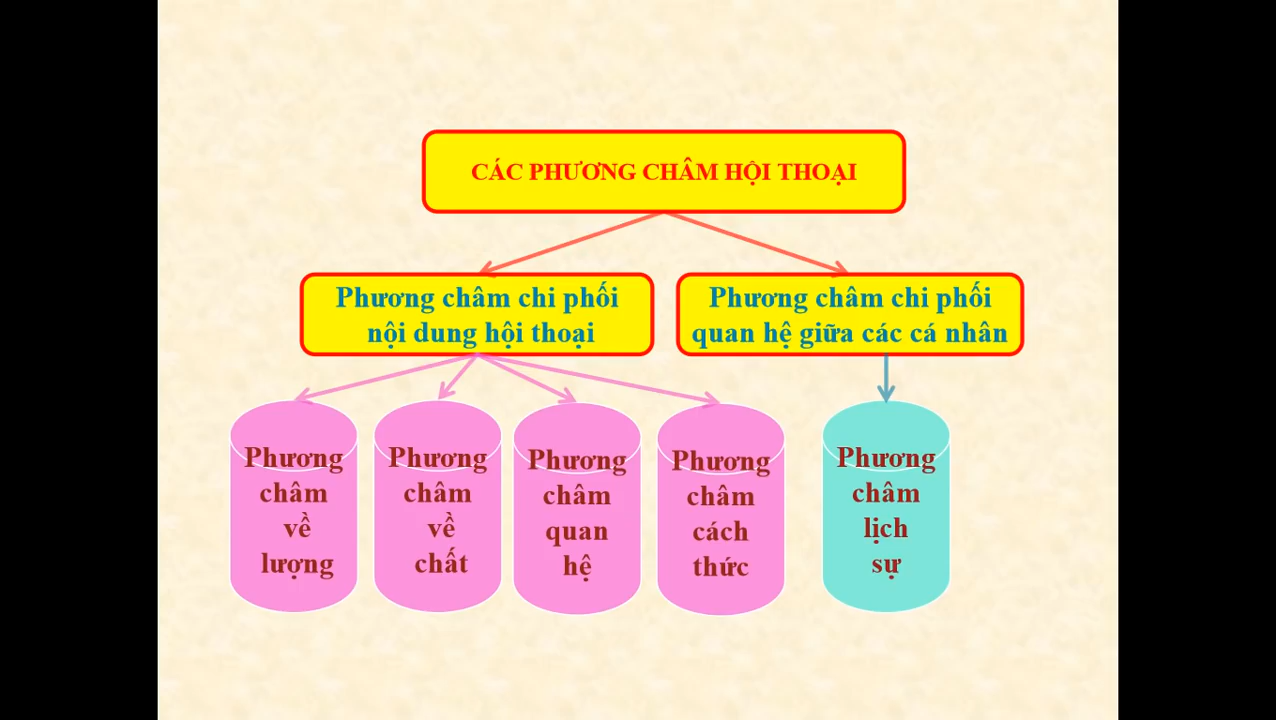 CÁC PHƯƠNG CHÂM HỘI THOẠI
Phương châm chi phối
nội dung hội thoại
Phương châm chi phối
quan hệ giữa các cá nhân
Phương
châm
về
lượng
Phương
châm
về
chất
Phương
châm
quan
hệ
Phương
châm
cách
thức
Phương
châm
lịch
sự